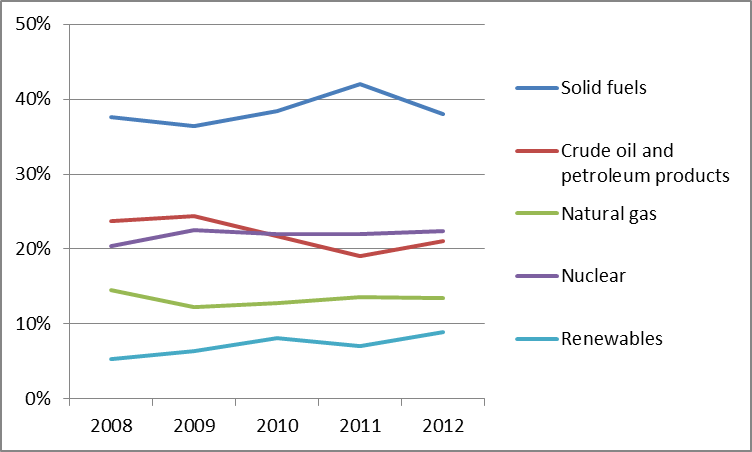 50%
40%
30%
20%
10%
0%
2008 2009 2010 2011 2012
Solid fuels
Crude oil and
petroleum products
Natural gas
Nuclear
Renewables